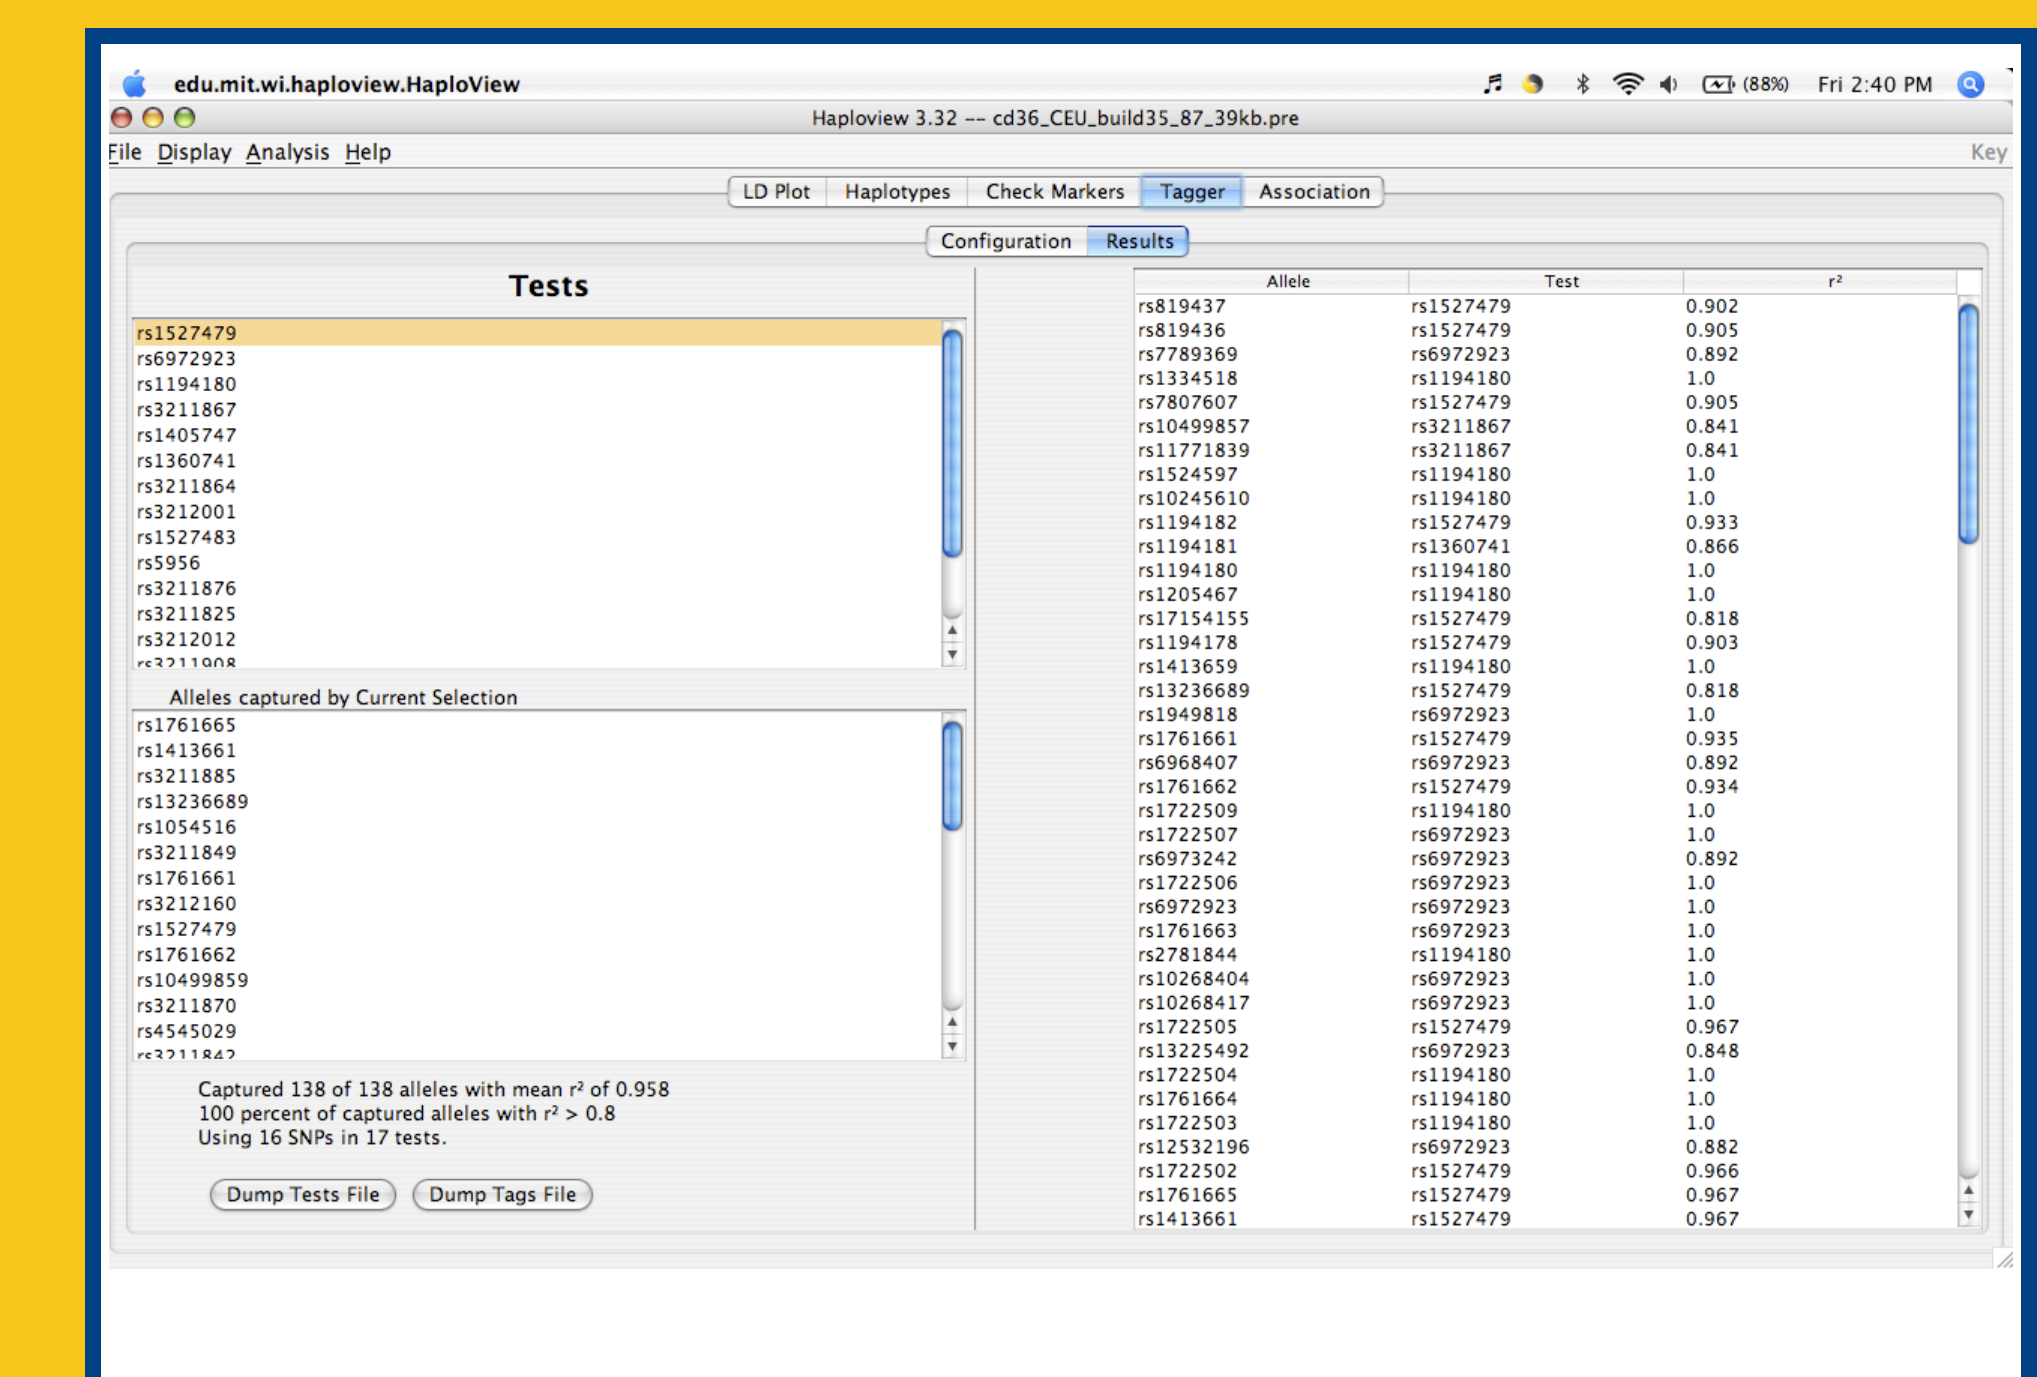 edu.mit.wi.haploview.HaploView (88%) Fri 2:40 PM
Haploview 3.32 -- cd36_CEU_build35_87_39kb.pre
File Display Analysis Help Key
LD Plot Haplotypes Check Markers Tagger Association
Configuration Results
Tests
rs1527479
rs6972923
rs1194180
rs3211867
rs1405747
rs1360741
rs3211864
rs3212001
rs1527483
rs5956
rs3211876
rs3211825
rs3212012
rs3211908
Alleles captured by Current Selection
rs1761665
rs1413661
rs3211885
rs13236689
rs1054516
rs3211849
rs1761661
rs3212160
rs1527479
rs1761662
rs10499859
rs3211870
rs4545029
rs3211842
Captured 138 of 138 alleles with mean r² of 0.958
100 percent of captured alleles with r² > 0.8
Using 16 SNPs in 17 tests.
Dump Tests File Dump Tags File
Allele Test r²
rs819437 rs1527479 0.902
rs819436 rs1527479 0.905
rs7789369 rs6972923 0.892
rs1334518 rs1194180 1.0
rs7807607 rs1527479 0.905
rs10499857 rs3211867 0.841
rs11771839 rs3211867 0.841
rs1524597 rs1194180 1.0
rs10245610 rs1194180 1.0
rs1194182 rs1527479 0.933
rs1194181 rs1360741 0.866
rs1194180 rs1194180 1.0
rs1205467 rs1194180 1.0
rs17154155 rs1527479 0.818
rs1194178 rs1527479 0.903
rs1413659 rs1194180 1.0
rs13236689 rs1527479 0.818
rs1949818 rs6972923 1.0
rs1761661 rs1527479 0.935
rs6968407 rs6972923 0.892
rs1761662 rs1527479 0.934
rs1722509 rs1194180 1.0
rs1722507 rs6972923 1.0
rs6973242 rs6972923 0.892
rs1722506 rs6972923 1.0
rs6972923 rs6972923 1.0
rs1761663 rs6972923 1.0
rs2781844 rs1194180 1.0
rs10268404 rs6972923 1.0
rs10268417 rs6972923 1.0
rs1722505 rs1527479 0.967
rs13225492 rs6972923 0.848
rs1722504 rs1194180 1.0
rs1761664 rs1194180 1.0
rs1722503 rs1194180 1.0
rs12532196 rs6972923 0.882
rs1722502 rs1527479 0.966
rs1761665 rs1527479 0.967
rs1413661 rs1527479 0.967